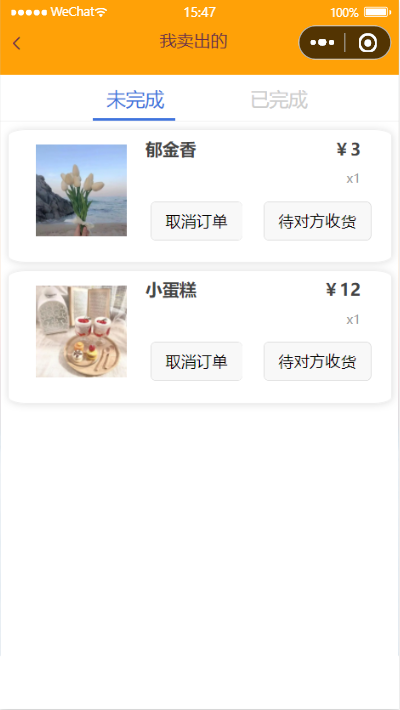 WeChat 15:47 100%
我卖出的
未完成 已完成
郁金香 ¥3
x1
取消订单 待对方收货
小蛋糕 ¥12
x1
取消订单 待对方收货